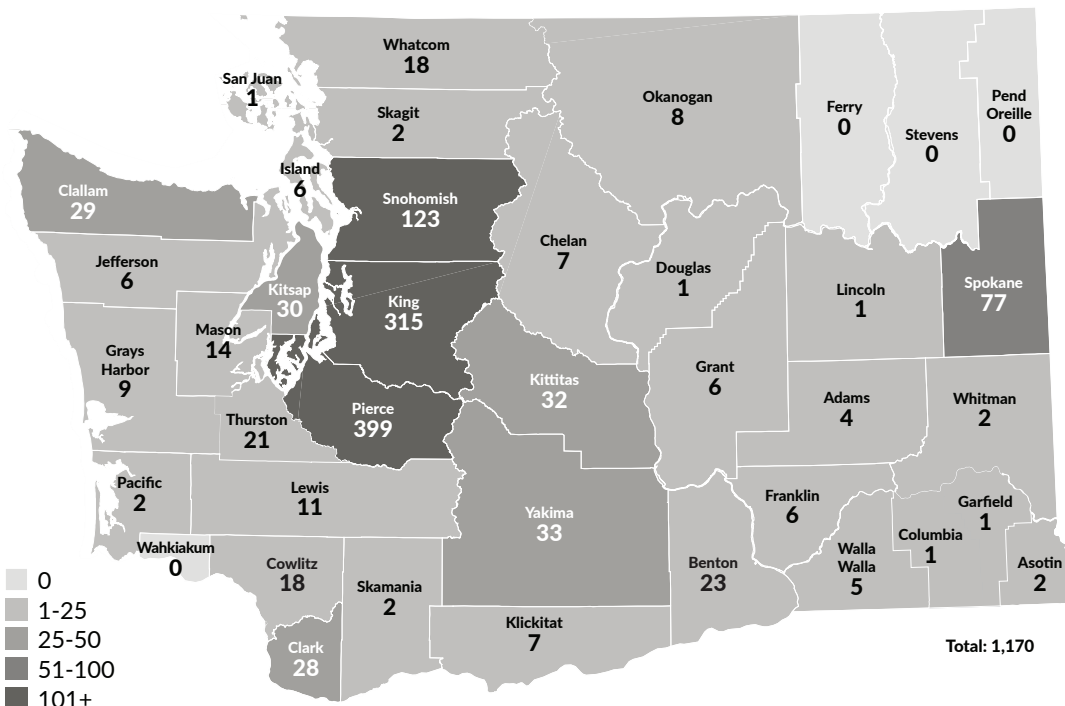 Whatcom
18
San Juan
1
Skagit
2
Okanogan
8
Ferry
0
Stevens
0
Pend
Oreille
0
Island
6
Clallam
29
Snohomish
123
Chelan
7
Jefferson
6
Douglas
1
Kitsap
30
King
315
Lincoln
1
Spokane
77
Mason
14
Grays
Harbor
9
Grant
6
Kittitas
32
Adams
4
Whitman
2
Thurston
21
Pierce
399
Pacific
2
Lewis
11
Yakima
33
Franklin
6
Garfield
1
Columbia
1
Wahkiakum
0
Cowlitz
18
Skamania
2
Benton
23
Walla
Walla
5
Asotin
2
Klickitat
7
Clark
28
0
1-25
25-50
51-100
101+
Total: 1,170